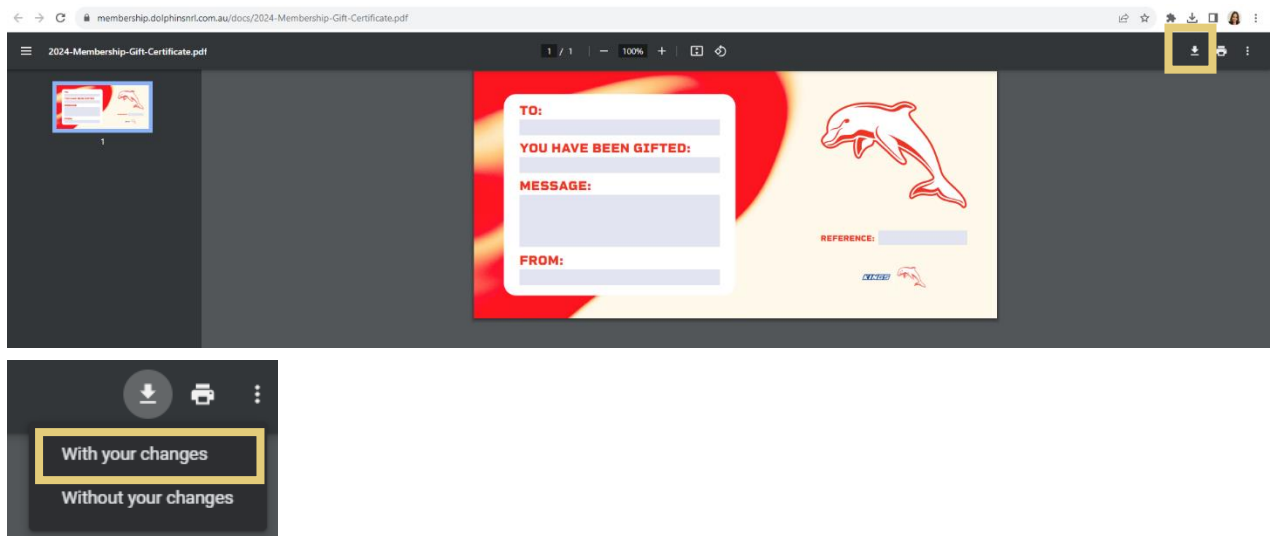 membership.dolphinsnrl.com.au/docs/2024-Membership-Gift-Certificate.pdf
2024-Membership-Gift-Certificate.pdf
1 / 1
100%
1
TO:
YOU HAVE BEEN GIFTED:
MESSAGE:
FROM:
REFERENCE:
KINGS
With your changes
Without your changes